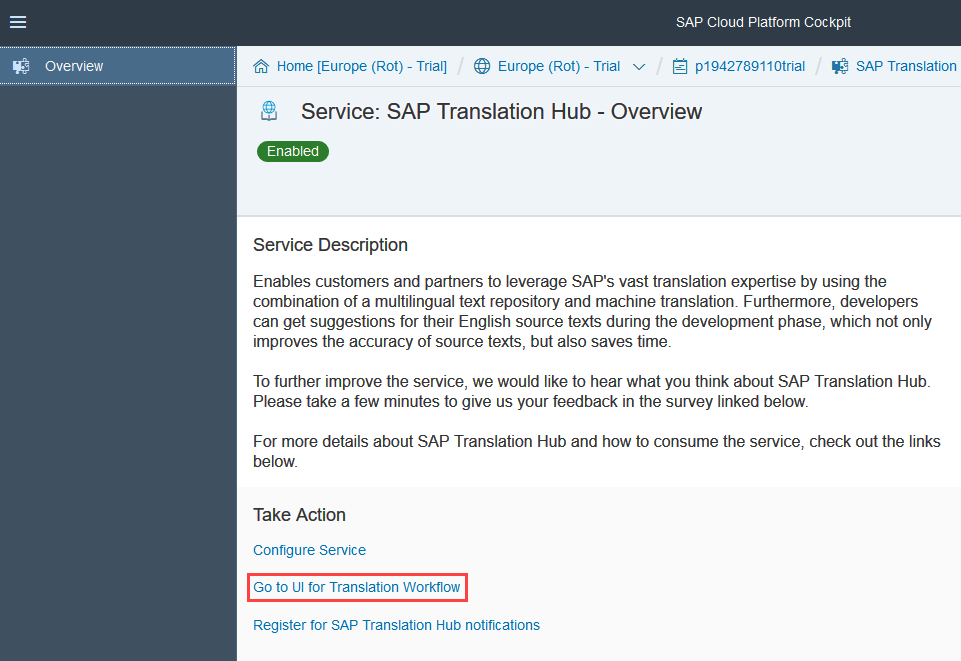 SAP Cloud Platform Cockpit
Overview
Home [Europe (Rot) - Trial] / Europe (Rot) - Trial / p1942789110trial / SAP Translation
Service: SAP Translation Hub - Overview
Enabled
Service Description
Enables customers and partners to leverage SAP's vast translation expertise by using the
combination of a multilingual text repository and machine translation. Furthermore, developers
can get suggestions for their English source texts during the development phase, which not only
improves the accuracy of source texts, but also saves time.
To further improve the service, we would like to hear what you think about SAP Translation Hub.
Please take a few minutes to give us your feedback in the survey linked below.
For more details about SAP Translation Hub and how to consume the service, check out the links
below.
Take Action
Configure Service
Go to UI for Translation Workflow
Register for SAP Translation Hub notifications